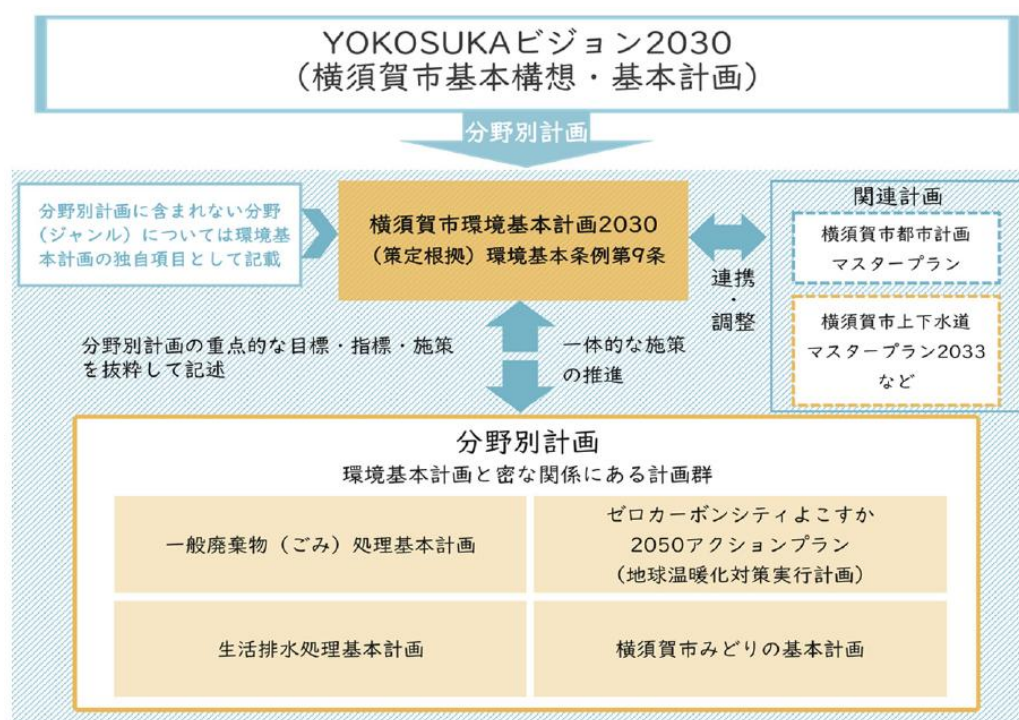 YOKOSUKAビジョン2030
（横須賀市基本構想・基本計画）
分野別計画
分野別計画に含まれない分野
（ジャンル）については環境基
本計画の独自項目として記載
横須賀市環境基本計画2030
（策定根拠）環境基本条例第9条
連携
・
調整
関連計画
横須賀市都市計画
マスタープラン
横須賀市上下水道
マスタープラン2033
など
分野別計画の重点的な目標・指標・施策
を抜粋して記述
一体的な施策
の推進
分野別計画
環境基本計画と密な関係にある計画群
一般廃棄物（ごみ）処理基本計画
ゼロカーボンシティよこすか
2050アクションプラン
（地球温暖化対策実行計画）
生活排水処理基本計画
横須賀市みどりの基本計画